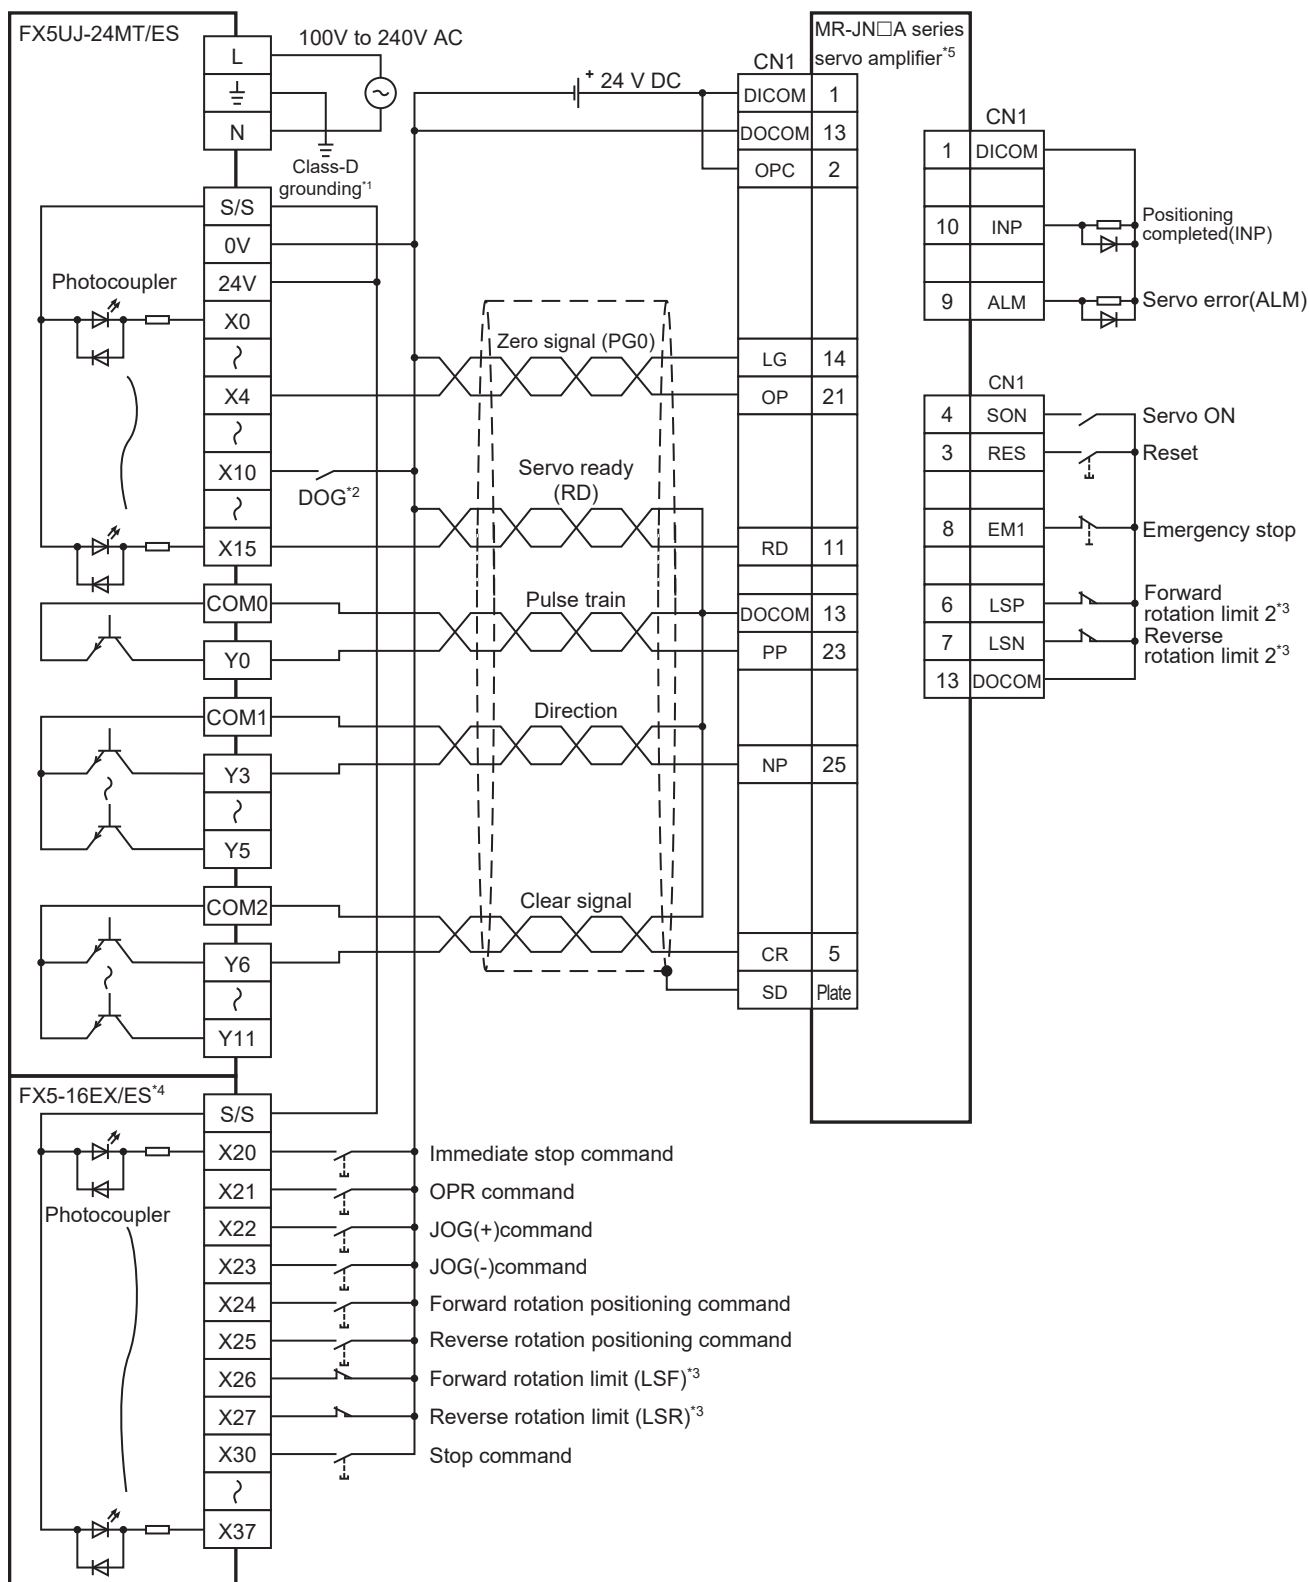 FX5UJ-24MT/ES
L
N
100V to 240V AC
Class-D
grounding*1
S/S
0V
24V
Photocoupler
X0
X4
X10
DOG*2
X15
COM0
Y0
COM1
Y3
Y5
COM2
Y6
Y11
+ 24 V DC
Zero signal (PG0)
Servo ready
(RD)
Pulse train
Direction
Clear signal
MR-JN□A series
servo amplifier*5
CN1
DICOM 1
DOCOM 13
OPC 2
LG 14
OP 21
RD 11
DOCOM 13
PP 23
NP 25
CR 5
SD Plate
CN1
1 DICOM
10 INP
Positioning
completed(INP)
9 ALM Servo error(ALM)
CN1
4 SON Servo ON
3 RES Reset
8 EM1 Emergency stop
6 LSP
Forward
rotation limit 2*3
7 LSN
Reverse
rotation limit 2*3
13 DOCOM
FX5-16EX/ES*4
S/S
Photocoupler
X20 Immediate stop command
X21 OPR command
X22 JOG(+)command
X23 JOG(-)command
X24 Forward rotation positioning command
X25 Reverse rotation positioning command
X26 Forward rotation limit (LSF)*3
X27 Reverse rotation limit (LSR)*3
X30 Stop command
X37